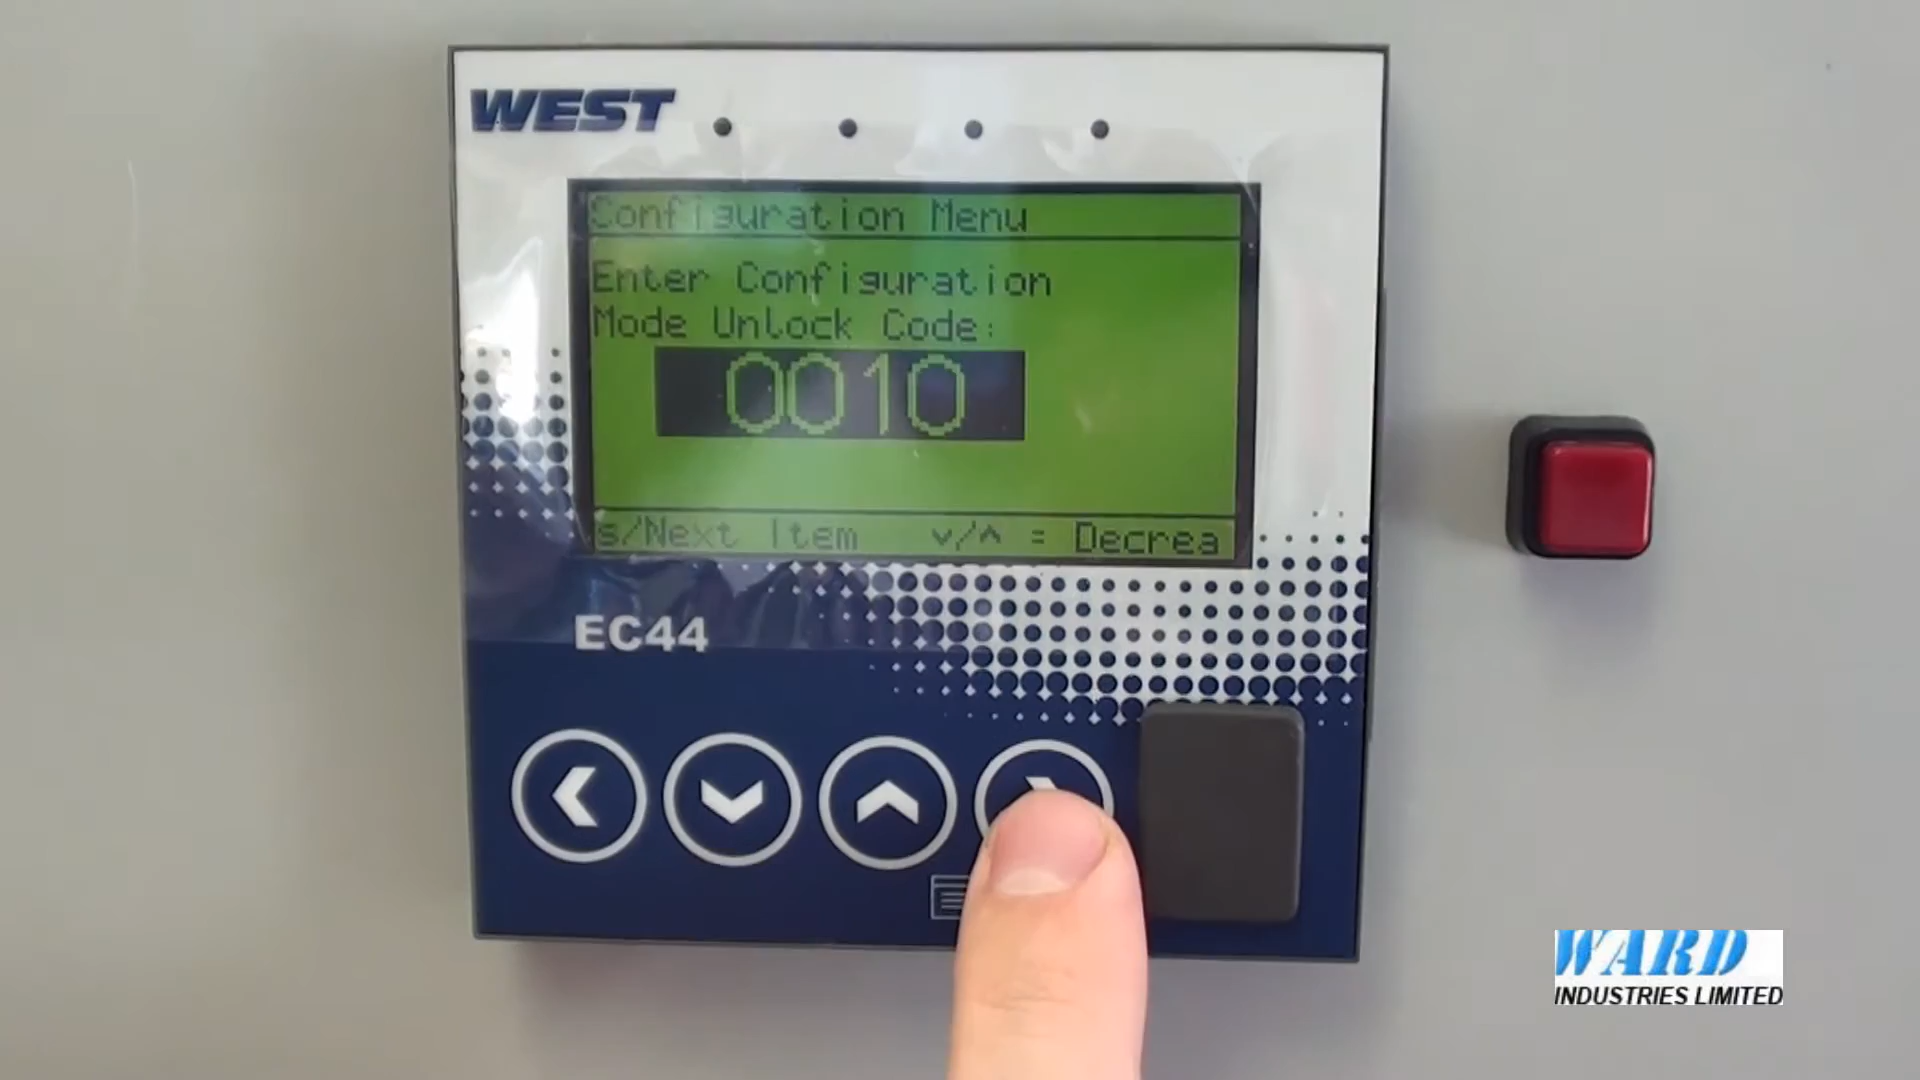 WEST
Configuration Menu
Enter Configuration
Mode Unlock Code:
0010
s/Next Item v/^ = Decrea
EC44
WARD
INDUSTRIES LIMITED